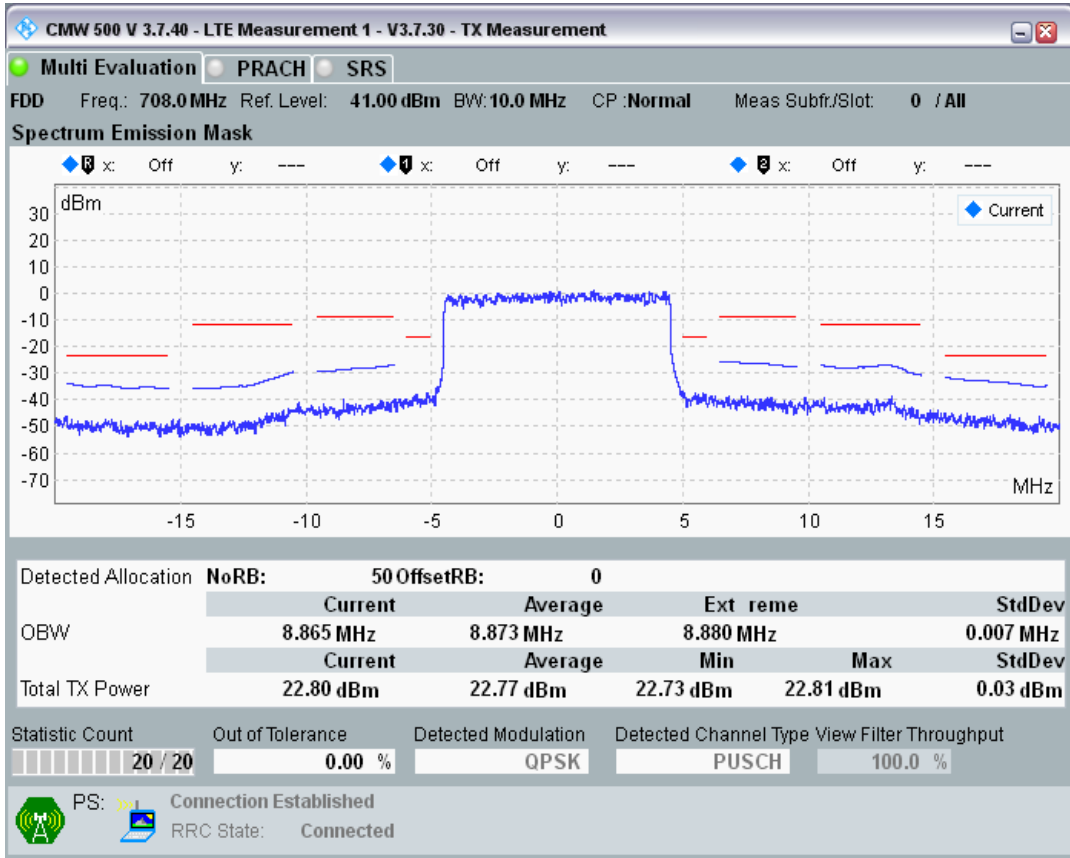 CMW 500 V 3.7.40 - LTE Measurement 1 - V3.7.30 - TX Measurement
Multi Evaluation PRACH SRS
FDD Freq.: 708.0 MHz Ref. Level: 41.00 dBm BW: 10.0 MHz CP :Normal Meas Subfr./Slot: 0 / All
Spectrum Emission Mask
R x: Off y: --- 1 x: Off y: --- 2 x: Off y: ---
dBm
Current
30
20
10
0
-10
-20
-30
-40
-50
-60
-70
MHz
-15 -10 -5 0 5 10 15
Detected Allocation NoRB: 50 OffsetRB: 0
Current Average Ext reme StdDev
OBW 8.865 MHz 8.873 MHz 8.880 MHz 0.007 MHz
Current Average Min Max StdDev
Total TX Power 22.80 dBm 22.77 dBm 22.73 dBm 22.81 dBm 0.03 dBm
Statistic Count Out of Tolerance Detected Modulation Detected Channel Type View Filter Throughput
20 / 20 0.00 % QPSK PUSCH 100.0 %
PS: Connection Established
RRC State: Connected